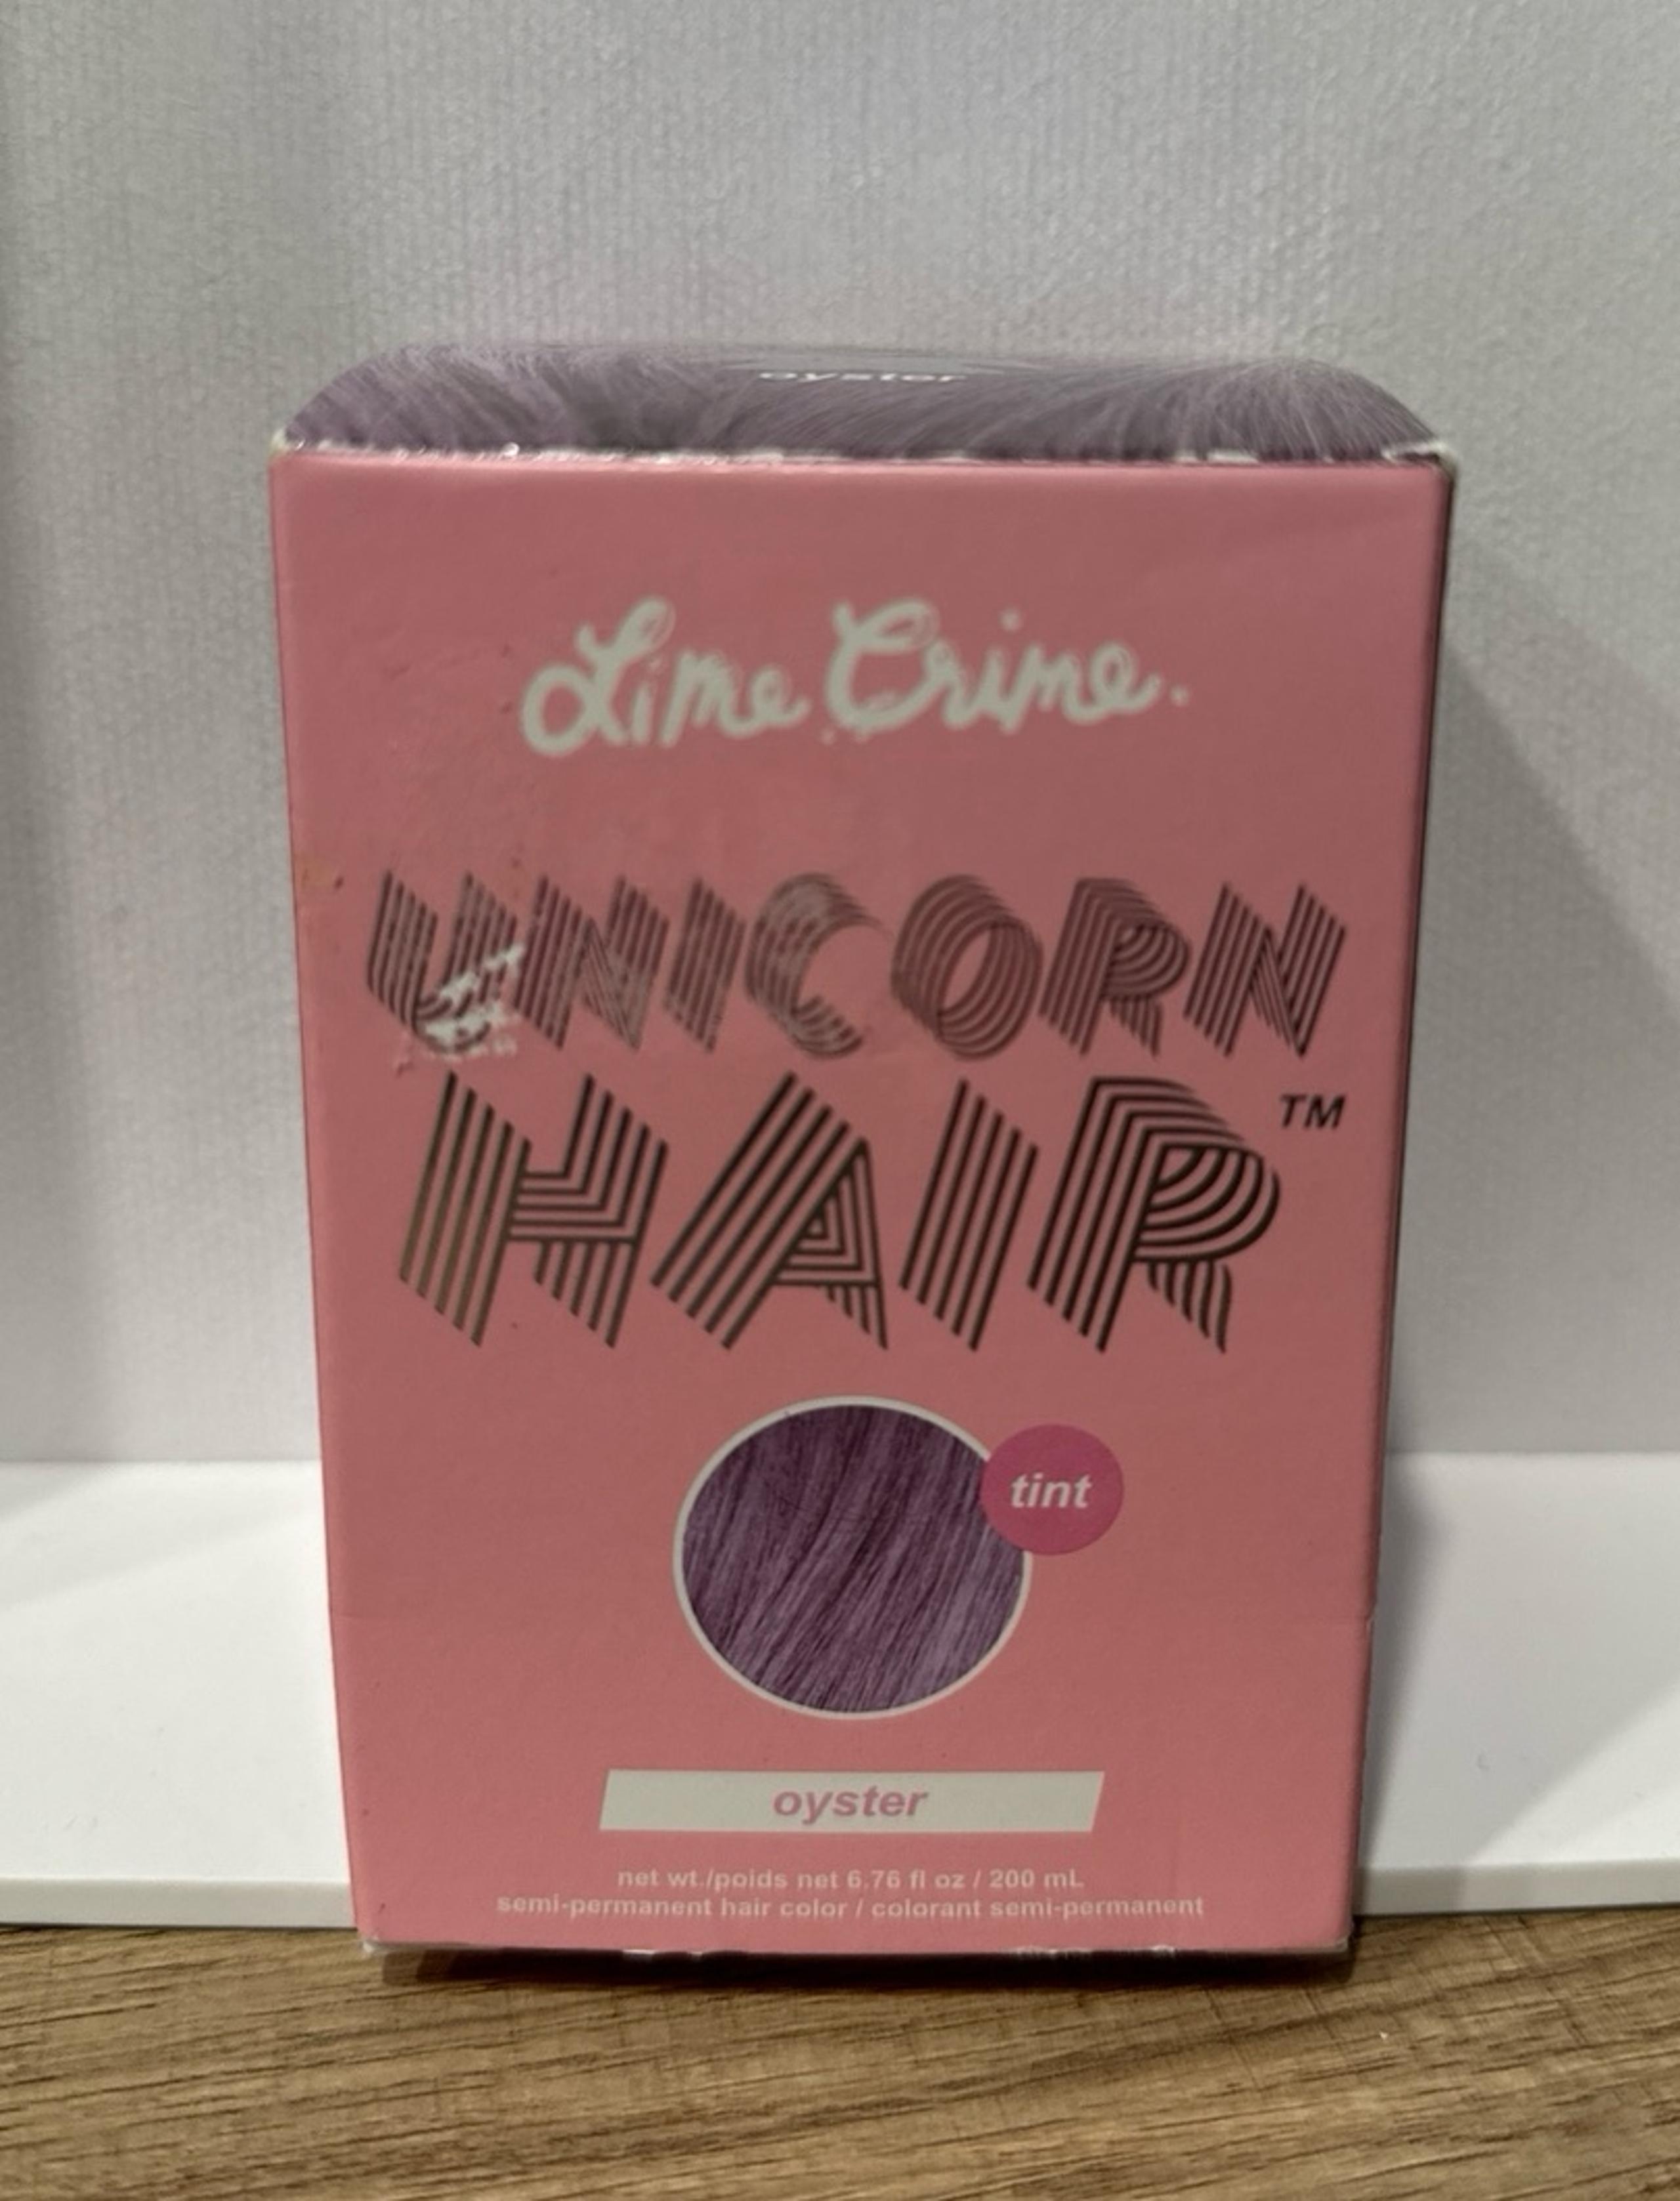 oyster
Lime Crime.
UNICORN
HAIR™
tint
oyster
net wt./poids net 6.76 fl oz / 200 mL
semi-permanent hair color / colorant semi-permanent